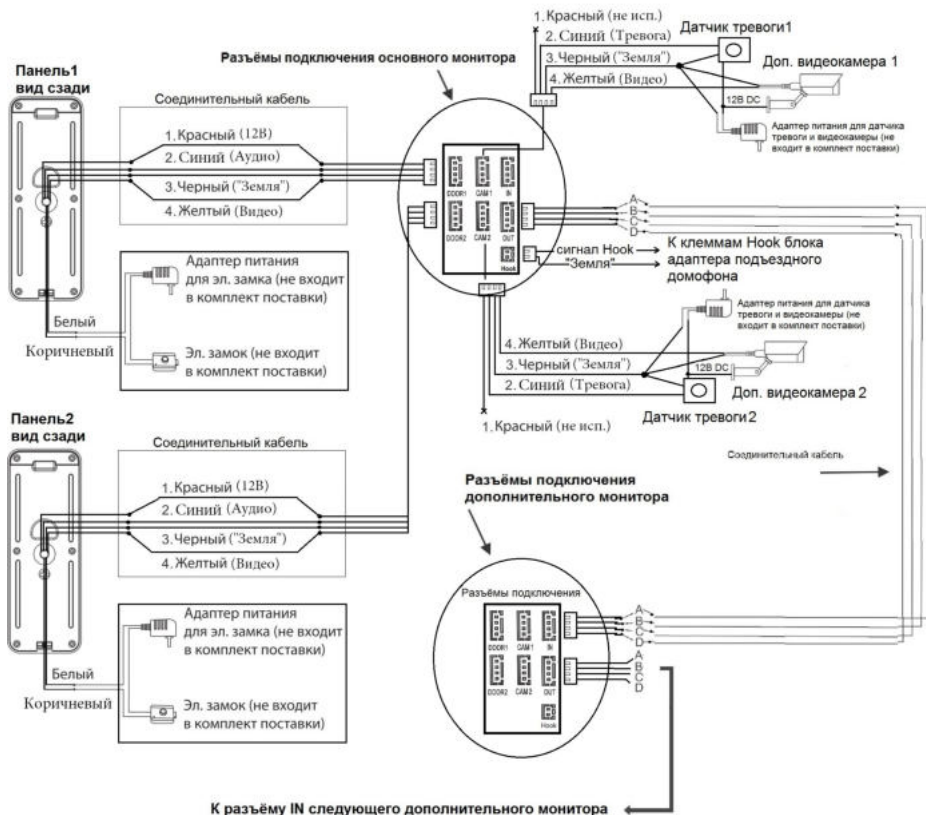 1. Красный (не исп.)
2. Синий (Тревога)
3. Черный ("Земля")
4. Желтый (Видео)
Датчик тревоги1
Доп. видеокамера 1
12В DC
Адаптер питания для датчика
тревоги и видеокамеры (не
входит в комплект поставки)
Разъёмы подключения основного монитора
Панель1
вид сзади
Соединительный кабель
1. Красный (12В)
2. Синий (Аудио)
3. Черный ("Земля")
4. Желтый (Видео)
Адаптер питания
для эл. замка (не входит
в комплект поставки)
Белый
Коричневый
Эл. замок (не входит
в комплект поставки)
DOOR1 CAM 1 IN
DOOR2 CAM 2 OUT
Hook
A
B
C
D
сигнал Hook
"Земля"
К клеммам Hook блока
адаптера подъездного
домофона
Адаптер питания для датчика
тревоги и видеокамеры (не
входит в комплект поставки)
4. Желтый (Видео)
3. Черный ("Земля")
2. Синий (Тревога)
1. Красный (не исп.)
12В DC
Доп. видеокамера 2
Датчик тревоги2
Панель2
вид сзади
Соединительный кабель
1. Красный (12В)
2. Синий (Аудио)
3. Черный ("Земля")
4. Желтый (Видео)
Адаптер питания
для эл. замка (не входит
в комплект поставки)
Белый
Коричневый
Эл. замок (не входит
в комплект поставки)
Соединительный кабель
Разъёмы подключения
дополнительного монитора
Разъёмы подключения
DOOR1 CAM 1 IN
DOOR2 CAM 2 OUT
Hook
A
B
C
D
A
B
C
D
К разъёму IN следующего дополнительного монитора